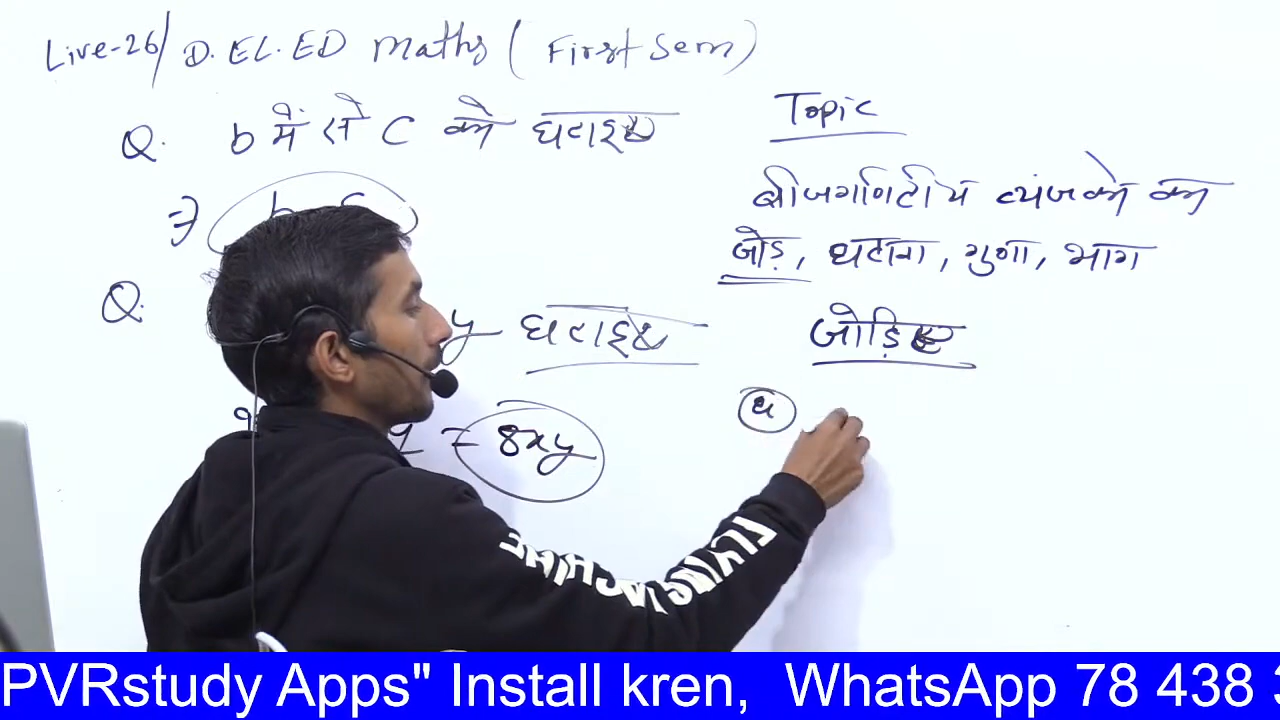 Live-26/ D.EL.ED Maths ( First Sem )
Q. b में से C को घटाइए
⇒ b - c
Q. y घटाइए
= 8xy
Topic
बीजगणितीय व्यंजको का
जोड़, घटाना, गुणा, भाग
जोड़िए
घ
PVRstudy Apps" Install kren, WhatsApp 78 438